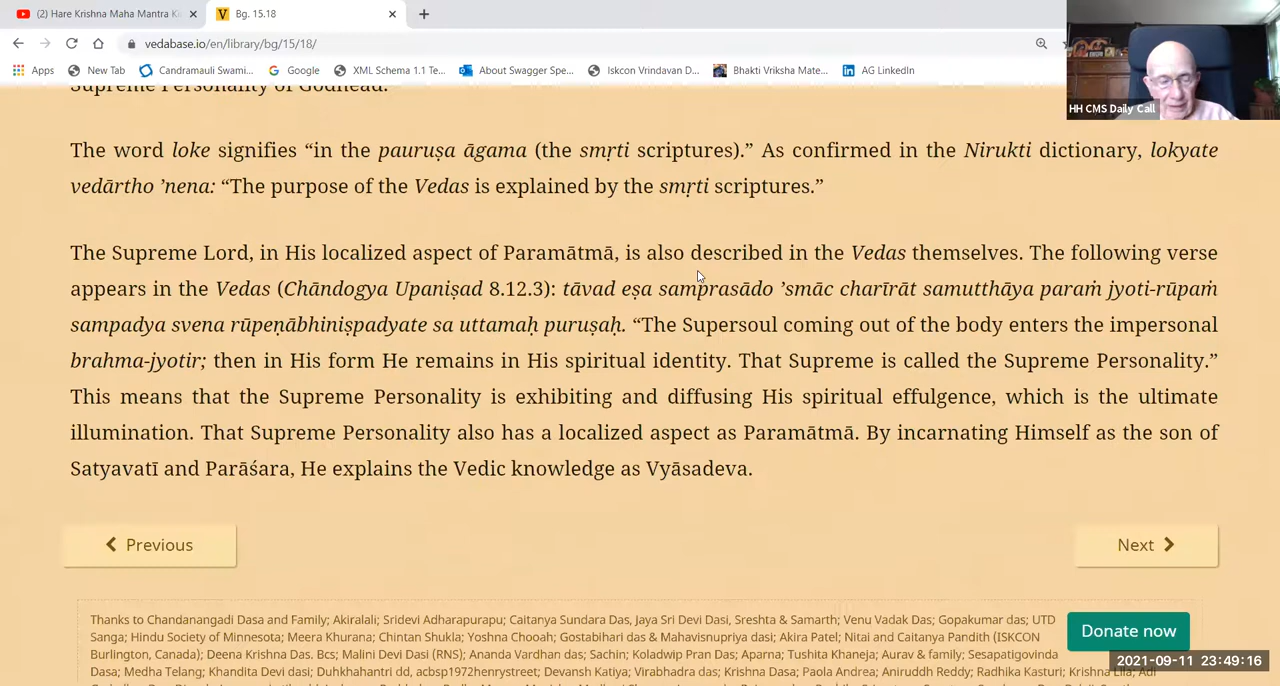 (2) Hare Krishna Maha Mantra K
Bg. 15.18
vedabase.io/en/library/bg/15/18/
Apps
New Tab
Candramauli Swami...
Google
XML Schema 1.1 Te...
About Swagger Spe...
Iskcon Vrindavan D...
Bhakti Vriksha Mate...
AG LinkedIn
HH CMS Daily Call
Supreme Personality of Godhead.
The word loke signifies “in the pauruṣa āgama (the smṛti scriptures).” As confirmed in the Nirukti dictionary, lokyate
vedārtho ’nena: “The purpose of the Vedas is explained by the smṛti scriptures.”
The Supreme Lord, in His localized aspect of Paramātmā, is also described in the Vedas themselves. The following verse
appears in the Vedas (Chāndogya Upaniṣad 8.12.3): tāvad eṣa samprasādo ’smāc charīrāt samutthāya paraṁ jyoti-rūpaṁ
sampadya svena rūpeṇābhiniṣpadyate sa uttamaḥ puruṣaḥ. “The Supersoul coming out of the body enters the impersonal
brahma-jyotir; then in His form He remains in His spiritual identity. That Supreme is called the Supreme Personality.”
This means that the Supreme Personality is exhibiting and diffusing His spiritual effulgence, which is the ultimate
illumination. That Supreme Personality also has a localized aspect as Paramātmā. By incarnating Himself as the son of
Satyavatī and Parāśara, He explains the Vedic knowledge as Vyāsadeva.
Previous
Next
Thanks to Chandanangadi Dasa and Family; Akiralali; Sridevi Adharapurapu; Caitanya Sundara Das, Jaya Sri Devi Dasi, Sreshta & Samarth; Venu Vadak Das; Gopakumar das; UTD
Sanga; Hindu Society of Minnesota; Meera Khurana; Chintan Shukla; Yoshna Chooah; Gostabihari das & Mahavisnupriya dasi; Akira Patel; Nitai and Caitanya Pandith (ISKCON
Burlington, Canada); Deena Krishna Das. Bcs; Malini Devi Dasi (RNS); Ananda Vardhan das; Sachin; Koladwip Pran Das; Aparna; Tushita Khaneja; Aurav & family; Sesapatigovinda
Dasa; Medha Telang; Khandita Devi dasi; Duhkhahantri dd, acbsp1972henrystreet; Devansh Katiya; Virabhadra das; Krishna Dasa; Paola Andrea; Aniruddh Reddy; Radhika Kasturi;
Donate now
2021-09-11 23:49:16